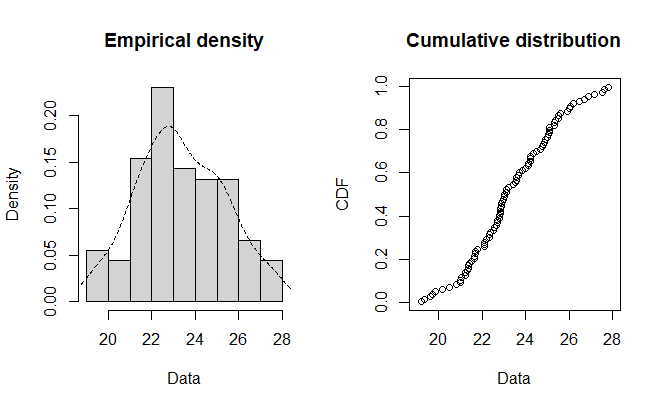 Empirical density
Density
0.00 0.05 0.10 0.15 0.20
20 22 24 26 28
Data
Cumulative distribution
CDF
0.0 0.2 0.4 0.6 0.8 1.0
20 22 24 26 28
Data